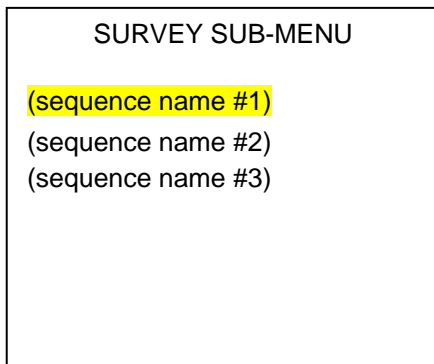 SURVEY SUB-MENU
(sequence name #1)
(sequence name #2)
(sequence name #3)